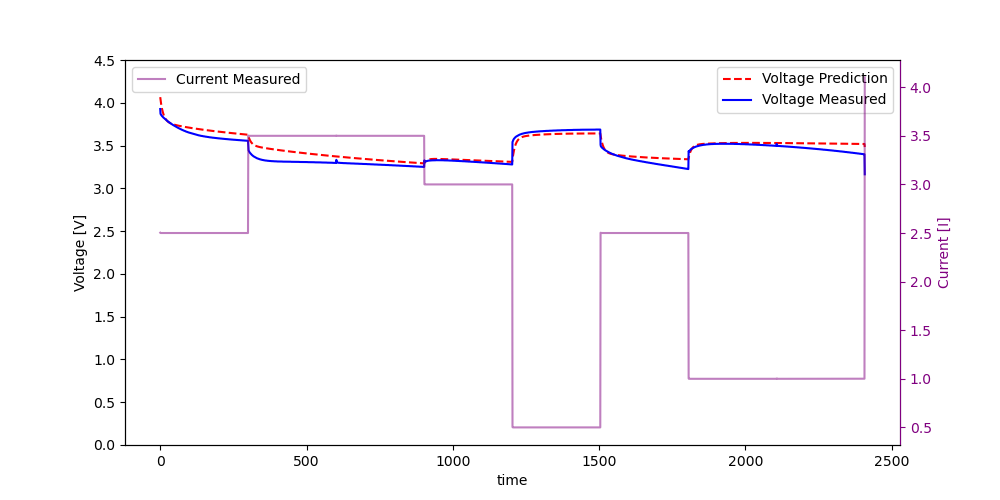 Current Measured
Voltage Prediction
Voltage Measured
4.5
4.0
3.5
3.0
2.5
2.0
1.5
1.0
0.5
0.0
Voltage [V]
4.0
3.5
3.0
2.5
2.0
1.5
1.0
0.5
Current [I]
0 500 1000 1500 2000 2500
time